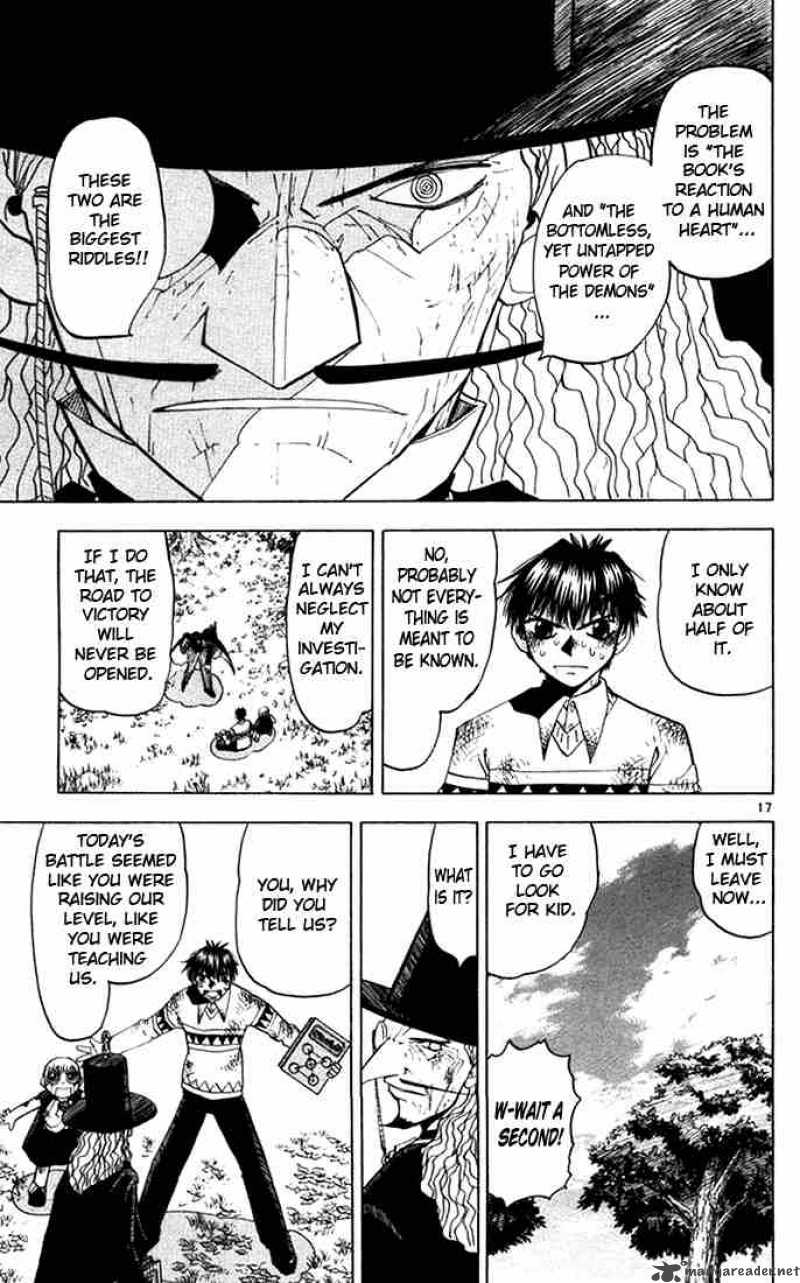 THE
PROBLEM
IS "THE
BOOK'S
REACTION
TO A HUMAN
HEART"...
AND "THE
BOTTOMLESS,
YET UNTAPPED
POWER OF
THE DEMONS"
...
THESE
TWO ARE
THE
BIGGEST
RIDDLES!!
I ONLY
KNOW
ABOUT
HALF OF
IT.
NO,
PROBABLY
NOT EVERY-
THING IS
MEANT TO
BE KNOWN.
I CAN'T
ALWAYS
NEGLECT
MY
INVESTI-
GATION.
IF I DO
THAT, THE
ROAD TO
VICTORY
WILL
NEVER BE
OPENED.
17
WELL,
I MUST
LEAVE
NOW...
I HAVE
TO GO
LOOK
FOR KID.
W-WAIT A
SECOND!
WHAT
IS IT?
YOU, WHY
DID YOU
TELL US?
TODAY'S
BATTLE SEEMED
LIKE YOU WERE
RAISING OUR
LEVEL, LIKE
YOU WERE
TEACHING
US.
mangareader.net